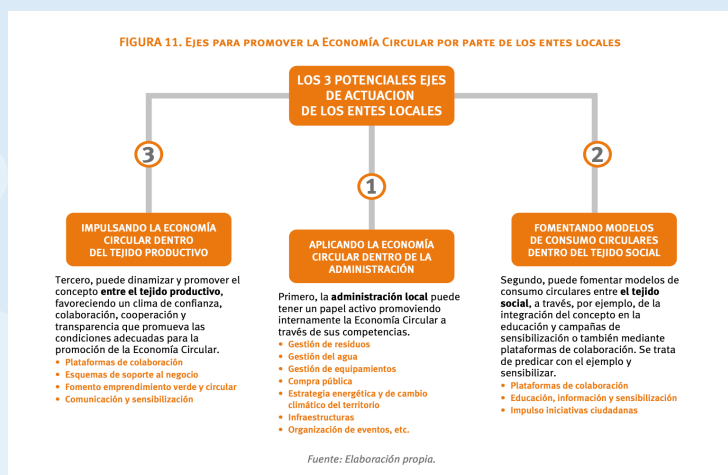 FIGURA 11. EJES PARA PROMOVER LA ECONOMÍA CIRCULAR POR PARTE DE LOS ENTES LOCALES
LOS 3 POTENCIALES EJES
DE ACTUACION
DE LOS ENTES LOCALES
3
1
2
IMPULSANDO LA ECONOMÍA
CIRCULAR DENTRO
DEL TEJIDO PRODUCTIVO
Tercero, puede dinamizar y promover el
concepto entre el tejido productivo,
favoreciendo un clima de confianza,
colaboración, cooperación y
transparencia que promueva las
condiciones adecuadas para la
promoción de la Economía Circular.
• Plataformas de colaboración
• Esquemas de soporte al negocio
• Fomento emprendimiento verde y circular
• Comunicación y sensibilización
APLICANDO LA ECONOMÍA
CIRCULAR DENTRO DE LA
ADMINISTRACIÓN
Primero, la administración local puede
tener un papel activo promoviendo
internamente la Economía Circular a
través de sus competencias.
• Gestión de residuos
• Gestión del agua
• Gestión de equipamientos
• Compra pública
• Estrategia energética y de cambio
climático del territorio
• Infraestructuras
• Organización de eventos, etc.
FOMENTANDO MODELOS
DE CONSUMO CIRCULARES
DENTRO DEL TEJIDO SOCIAL
Segundo, puede fomentar modelos de
consumo circulares entre el tejido
social, a través, por ejemplo, de la
integración del concepto en la
educación y campañas de
sensibilización o también mediante
plataformas de colaboración. Se trata
de predicar con el ejemplo y
sensibilizar.
• Plataformas de colaboración
• Educación, información y sensibilización
• Impulso iniciativas ciudadanas
Fuente: Elaboración propia.